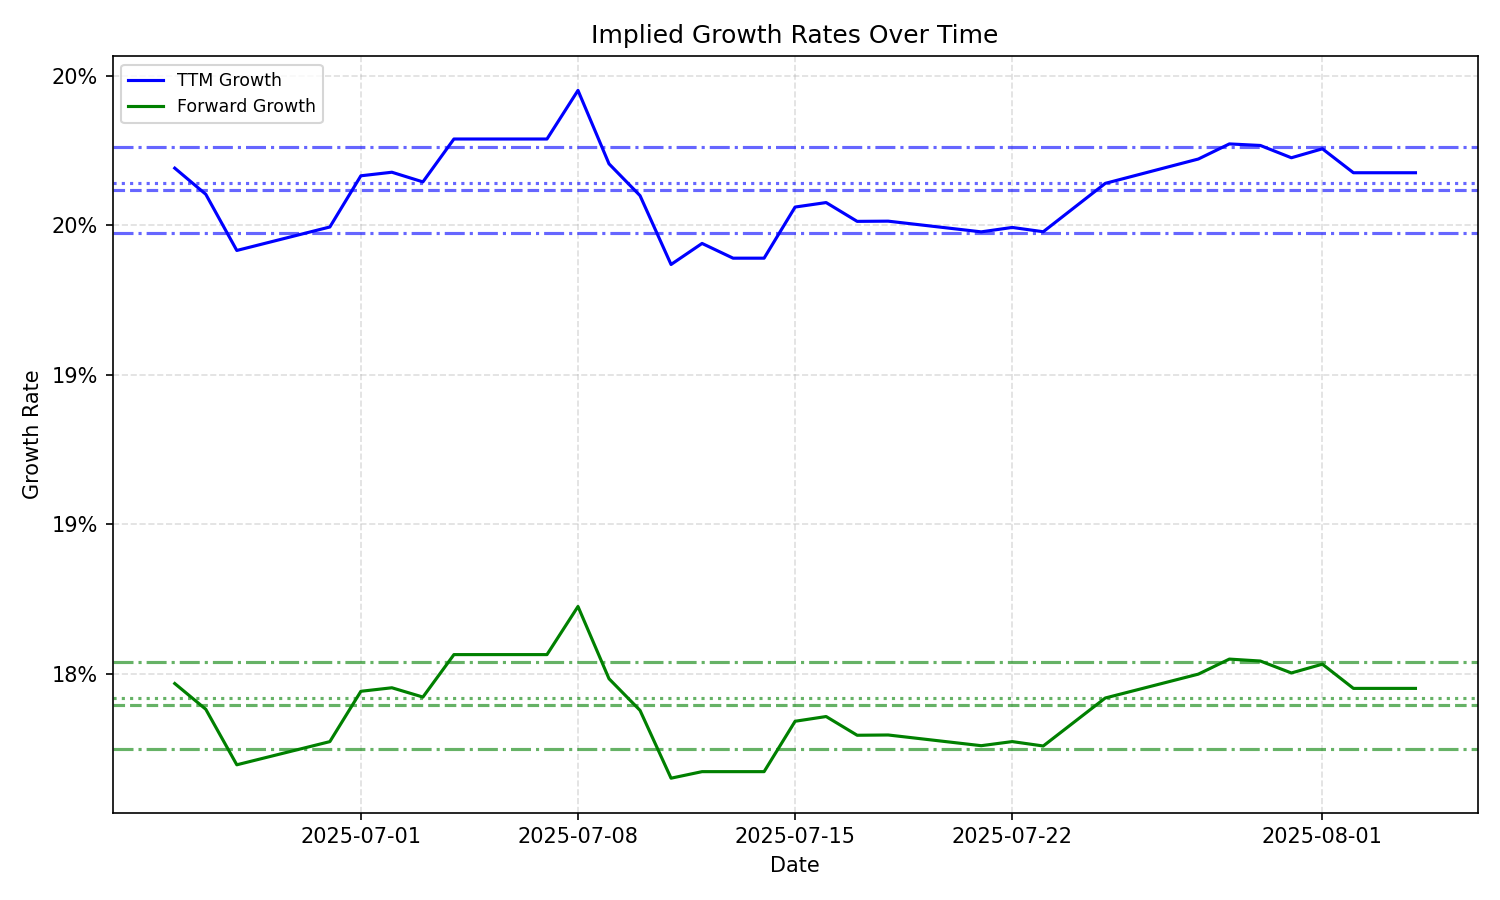 Implied Growth Rates Over Time
TTM Growth
Forward Growth
20%
20%
19%
19%
18%
Growth Rate
2025-07-01
2025-07-08
2025-07-15
2025-07-22
2025-08-01
Date